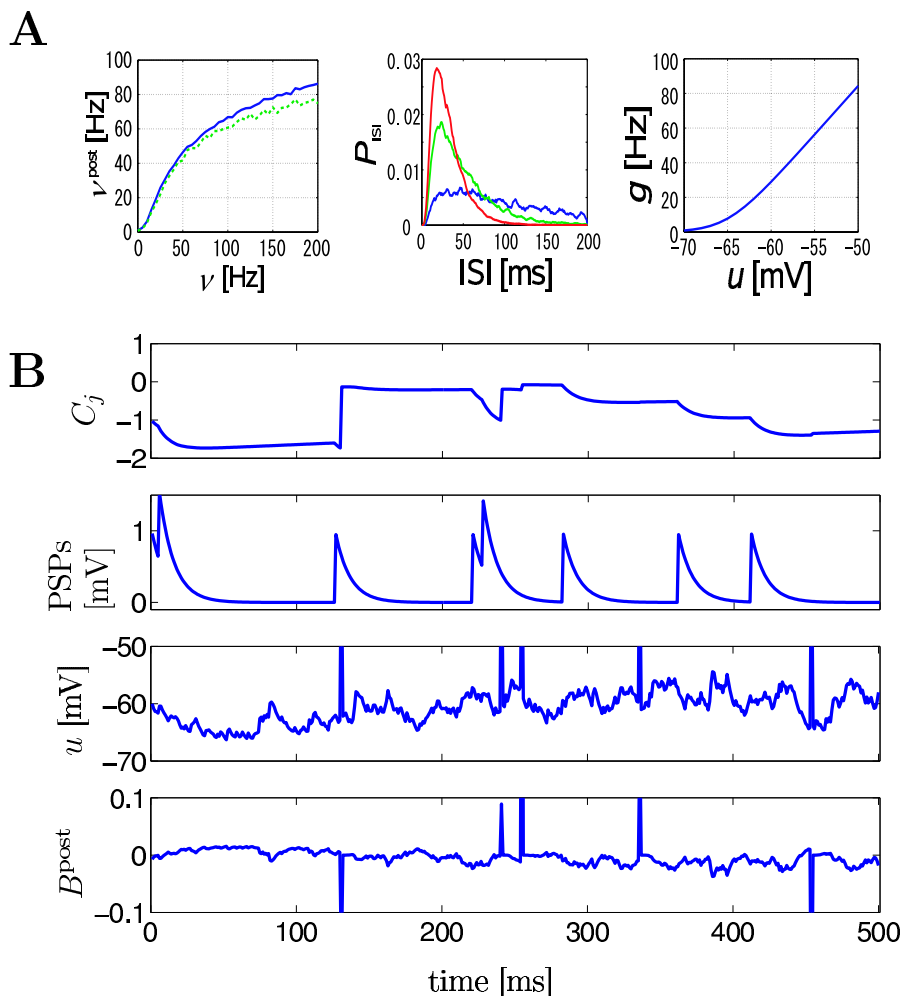 A
100
80
60
40
20
0
ν^post [Hz]
0 50 100 150 200
ν [Hz]
0.03
0.02
0.01
0
P_ISI
0 50 100 150 200
ISI [ms]
100
80
60
40
20
0
g [Hz]
-70 -65 -60 -55 -50
u [mV]
B
1
0
−1
−2
C_j
1
0
PSPs
[mV]
−50
−60
−70
u [mV]
0.1
0
−0.1
B^post
0 100 200 300 400 500
time [ms]